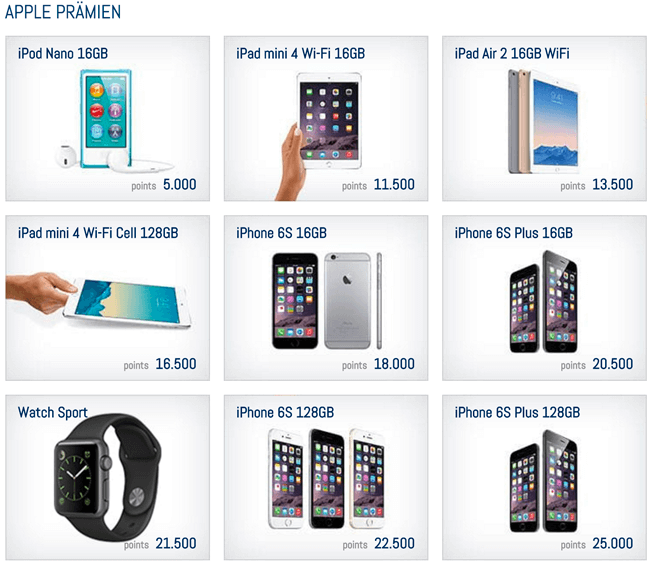 APPLE PRÄMIEN
iPod Nano 16GB
points 5.000
iPad mini 4 Wi-Fi 16GB
points 11.500
iPad Air 2 16GB WiFi
points 13.500
iPad mini 4 Wi-Fi Cell 128GB
points 16.500
iPhone 6S 16GB
points 18.000
iPhone 6S Plus 16GB
points 20.500
Watch Sport
points 21.500
iPhone 6S 128GB
points 22.500
iPhone 6S Plus 128GB
points 25.000